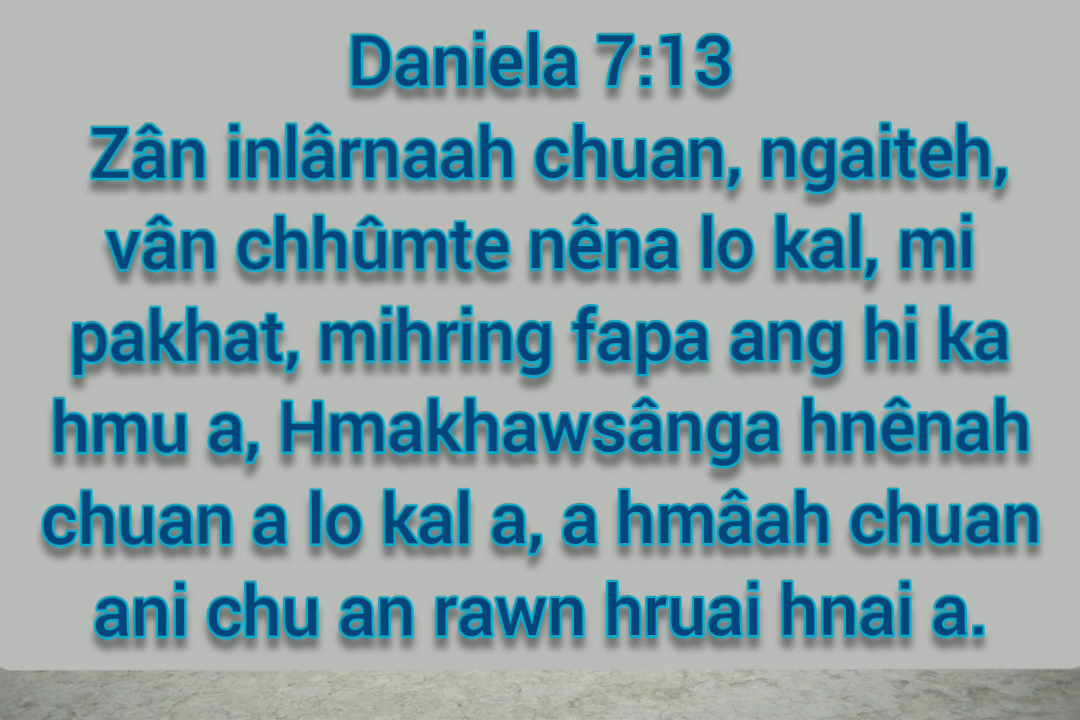 Daniela 7:13
Zân inlârnaah chuan, ngaiteh,
vân chhûmte nêna lo kal, mi
pakhat, mihring fapa ang hi ka
hmu a, Hmakhawsânga hnênah
chuan a lo kal a, a hmâah chuan
ani chu an rawn hruai hnai a.